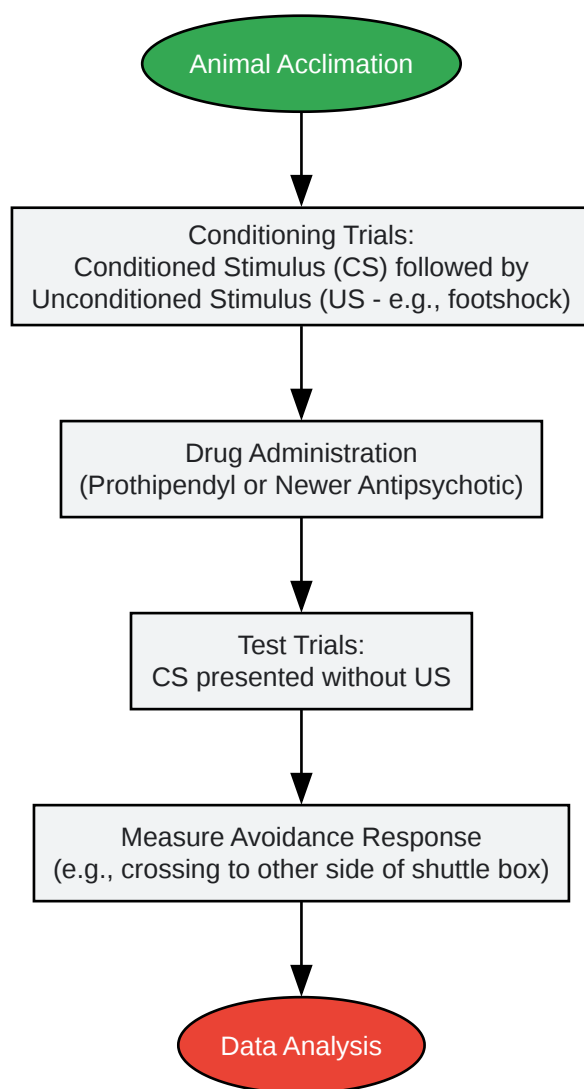 Animal Acclimation
Conditioning Trials:
Conditioned Stimulus (CS) followed by
Unconditioned Stimulus (US - e.g., footshock)
Drug Administration
(Prothipendyl or Newer Antipsychotic)
Test Trials:
CS presented without US
Measure Avoidance Response
(e.g., crossing to other side of shuttle box)
Data Analysis